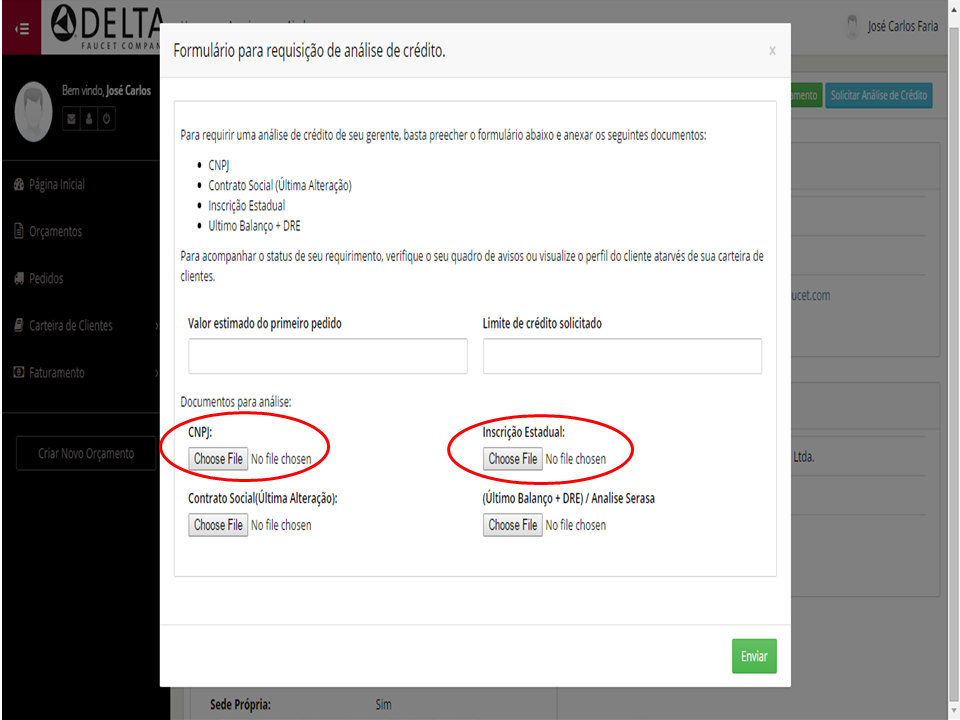 DELTA
FAUCET COMPAN
José Carlos Faria
Formulário para requisição de análise de crédito.
x
Bem vindo, José Carlos
amento
Solicitar Análise de Crédito
Para requirir uma análise de crédito de seu gerente, basta preecher o formulário abaixo e anexar os seguintes documentos:
CNPJ
Contrato Social (Última Alteração)
Inscrição Estadual
Ultimo Balanço + DRE
Para acompanhar o status de seu requirimento, verifique o seu quadro de avisos ou visualize o perfil do cliente atarvés de sua carteira de
clientes.
Página Inicial
Orçamentos
Pedidos
Carteira de Clientes
Faturamento
Criar Novo Orçamento
ucet.com
Valor estimado do primeiro pedido
Limite de crédito solicitado
Documentos para análise:
CNPJ:
Choose File No file chosen
Inscrição Estadual:
Choose File No file chosen
Ltda.
Contrato Social(Última Alteração):
Choose File No file chosen
(Último Balanço + DRE) / Analise Serasa
Choose File No file chosen
Enviar
Sede Própria:
Sim